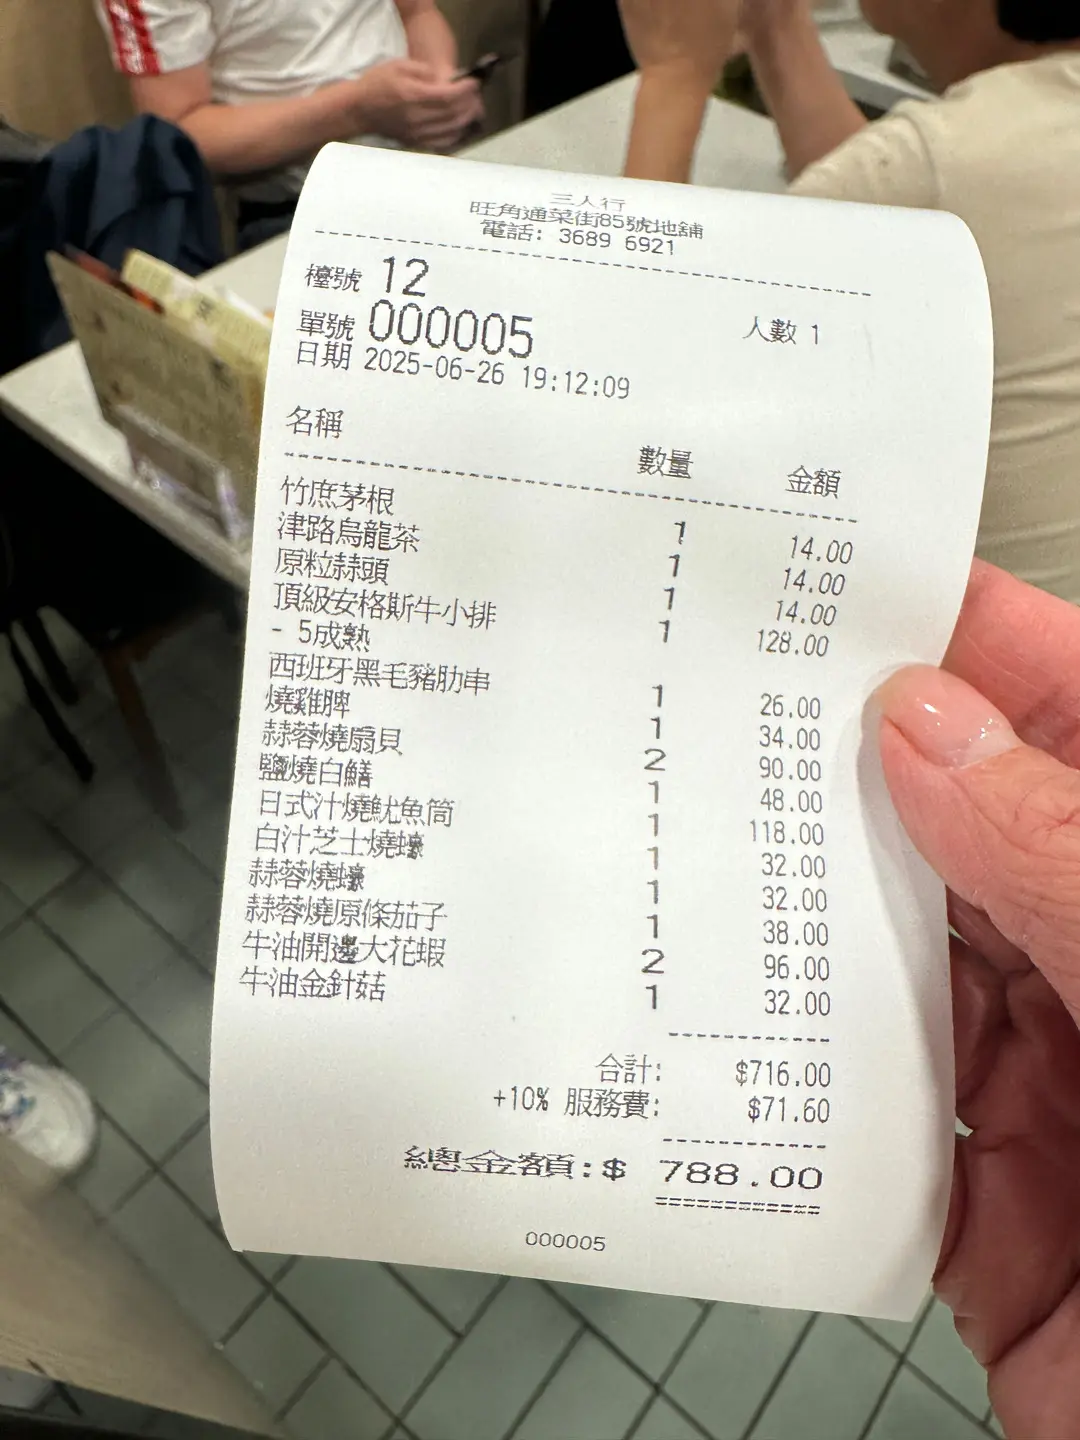 三人行
旺角通菜街85號地舖
電話: 3689 6921
檯號 12
單號 000005 人數 1
日期 2025-06-26 19:12:09
名稱 數量 金額
竹庶茅根 1 14.00
津路烏龍茶 1 14.00
原粒蒜頭 1 14.00
頂級安格斯牛小排 1 128.00
- 5成熟
西班牙黑毛豬肋串 1 26.00
燒雞脾 1 34.00
蒜蓉燒扇貝 2 90.00
鹽燒白鱔 1 48.00
日式汁燒魷魚筒 1 118.00
白汁芝士燒蠔 1 32.00
蒜蓉燒蠔 1 32.00
蒜蓉燒原條茄子 1 38.00
牛油開邊大花蝦 2 96.00
牛油金針菇 1 32.00
合計: $716.00
+10% 服務費: $71.60
總金額:$ 788.00
000005